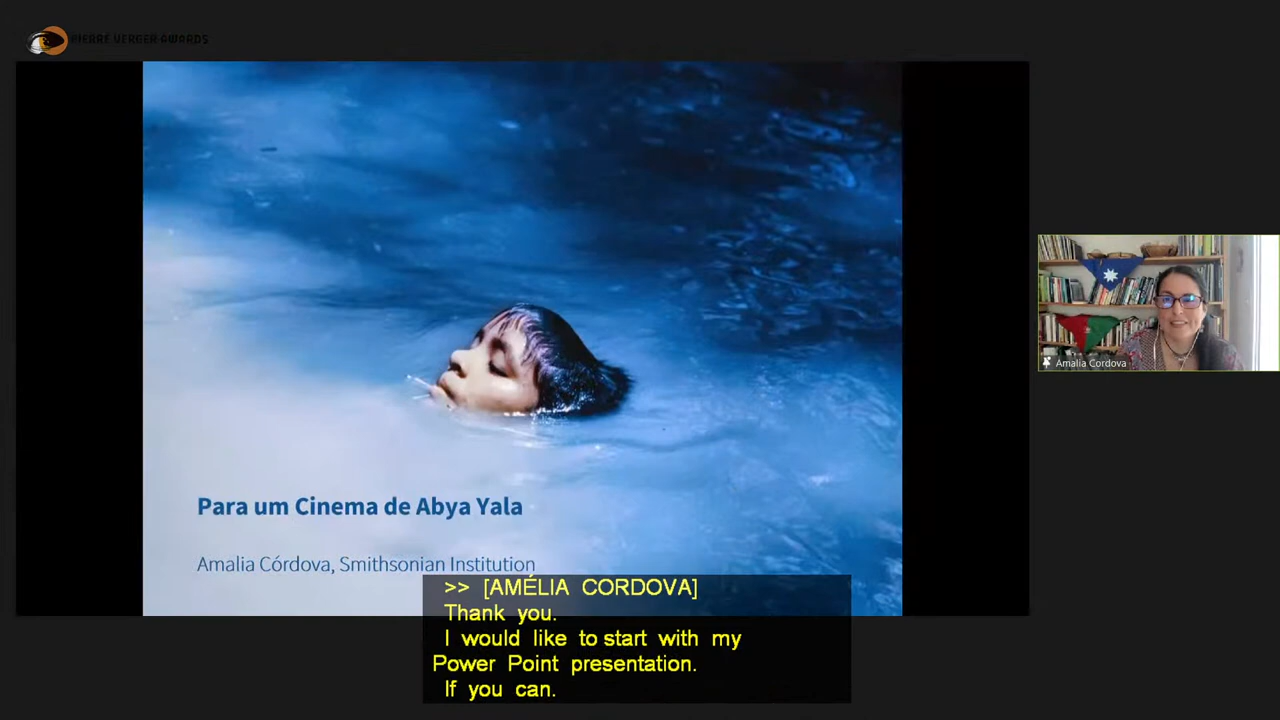 PIERRE VERGER AWARDS
Para um Cinema de Abya Yala
Amalia Córdova, Smithsonian Institution
>> [AMÉLIA CORDOVA]
Thank you.
I would like to start with my
Power Point presentation.
If you can.
Amalia Cordova